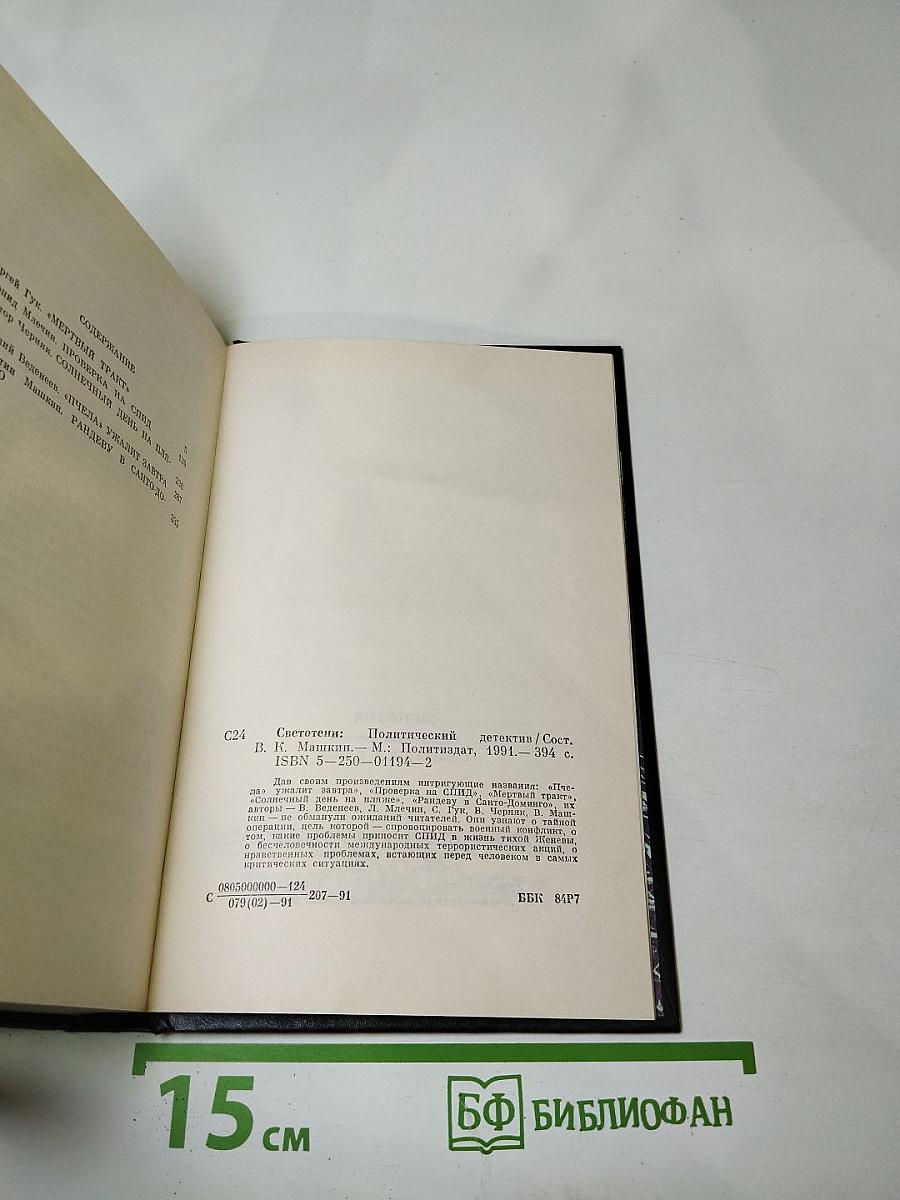 СОДЕРЖАНИЕ
ргей Гук. «МЕРТВЫЙ ТРАКТ» 5
онид Млечин. ПРОВЕРКА НА СПИД
тор Черняк. СОЛНЕЧНЫЙ ДЕНЬ НА ПЛЯ-
ий Веденеев. «ПЧЕЛА» УЖАЛИТ ЗАВТРА
тин Машкин. РАНДЕВУ В САНТО-ДО-
О
С24 Светотени: Политический детектив/Сост.
В. К. Машкин.— М.: Политиздат, 1991.— 394 с.
ISBN 5—250—01194—2
Дав своим произведениям интригующие названия: «Пче-
ла» ужалит завтра», «Проверка на СПИД», «Мертвый тракт»,
«Солнечный день на пляже», «Рандеву в Санто-Доминго», их
авторы — В. Веденеев, Л. Млечин, С. Гук, В. Черняк, В. Маш-
кин — не обманули ожиданий читателей. Они узнают о тайной
операции, цель которой — спровоцировать военный конфликт, о
том, какие проблемы приносит СПИД в жизнь тихой Женевы,
о бесчеловечности международных террористических акций, о
нравственных проблемах, встающих перед человеком в самых
критических ситуациях.
С 0805000000—124
079(02)—91 207—91 ББК 84Р7
15 см
БФ БИБЛИОФАН